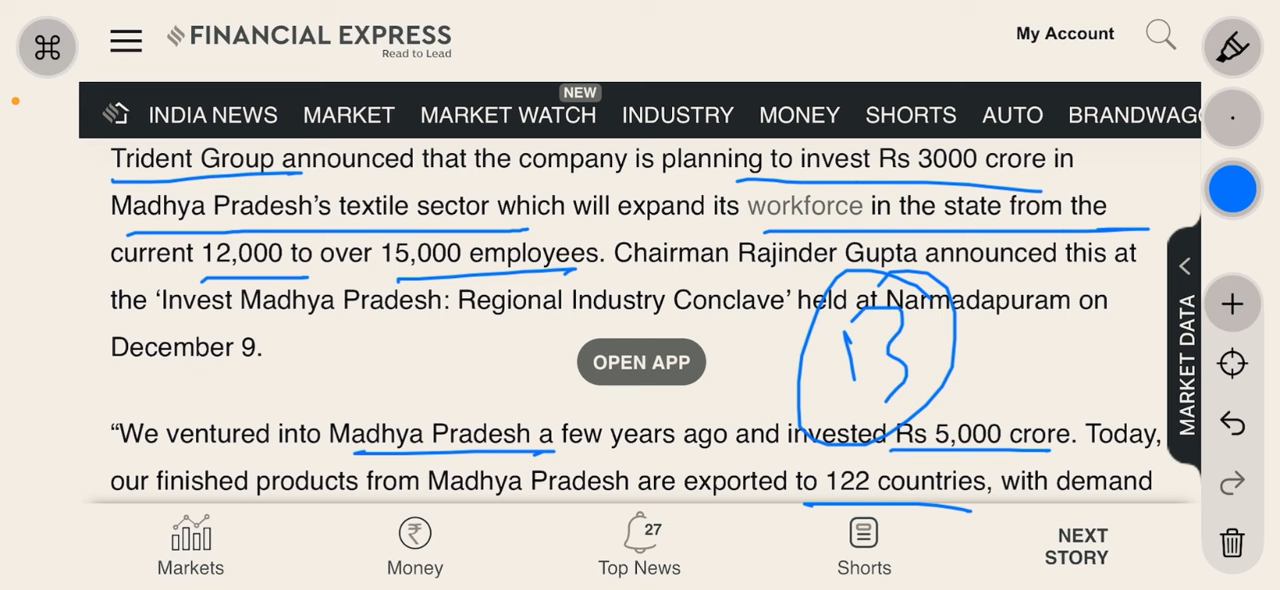 FINANCIAL EXPRESS
Read to Lead
My Account
NEW
INDIA NEWS MARKET MARKET WATCH INDUSTRY MONEY SHORTS AUTO BRANDWAG
Trident Group announced that the company is planning to invest Rs 3000 crore in
Madhya Pradesh’s textile sector which will expand its workforce in the state from the
current 12,000 to over 15,000 employees. Chairman Rajinder Gupta announced this at
the ‘Invest Madhya Pradesh: Regional Industry Conclave’ held at Narmadapuram on
December 9.
13
OPEN APP
MARKET DATA
“We ventured into Madhya Pradesh a few years ago and invested Rs 5,000 crore. Today,
our finished products from Madhya Pradesh are exported to 122 countries, with demand
27
Markets Money Top News Shorts
NEXT
STORY